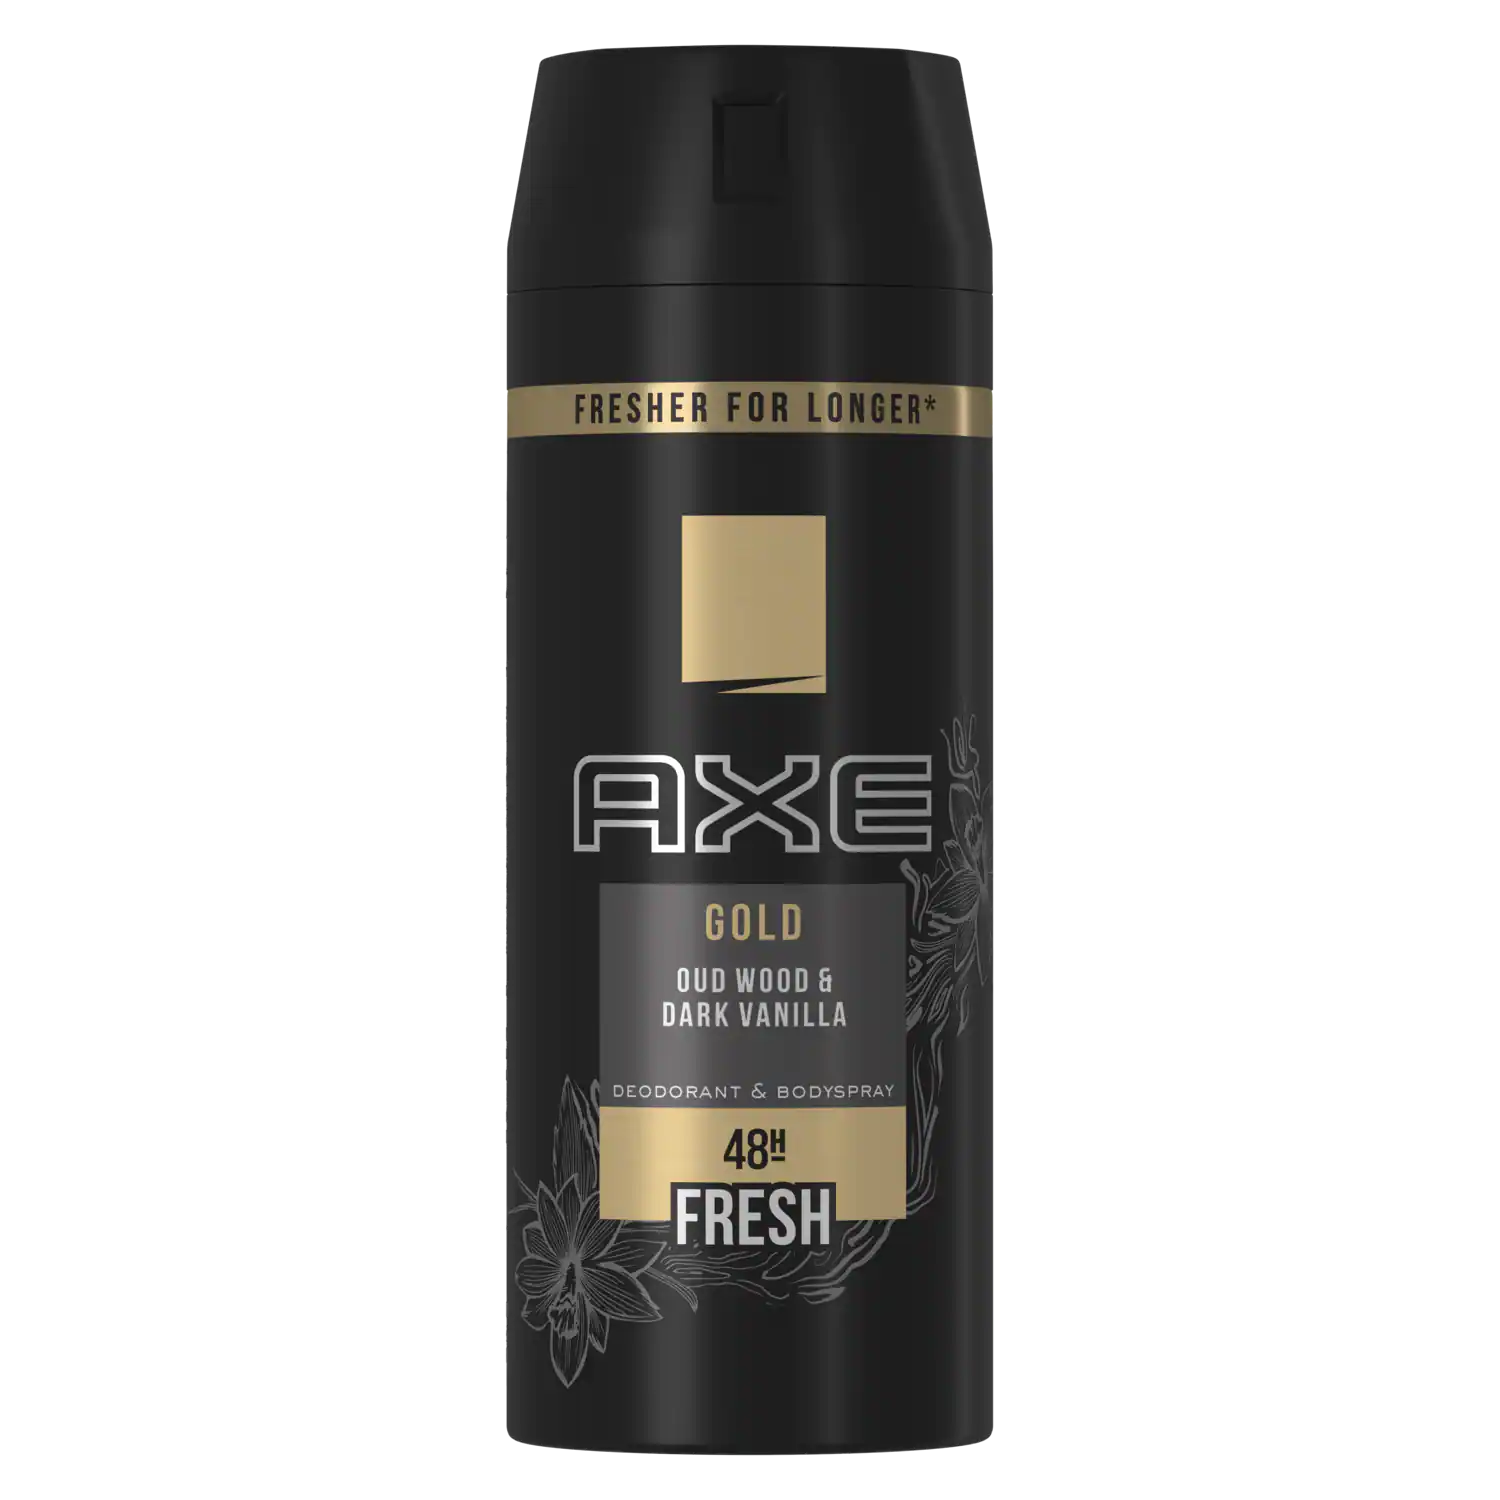 FRESHER FOR LONGER*
AXE
GOLD
OUD WOOD &
DARK VANILLA
DEODORANT & BODYSPRAY
48H
FRESH